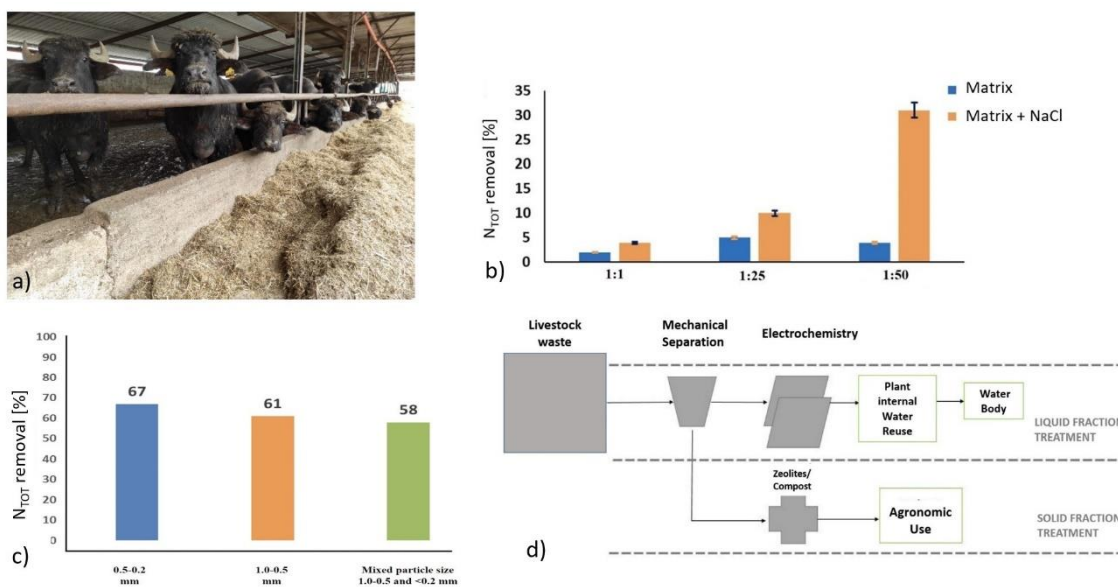 a)
Matrix
Matrix + NaCl
N_TOT removal [%]
35
30
25
20
15
10
5
0
1:1
1:25
1:50
b)
N_TOT removal [%]
100
90
80
70
60
50
40
30
20
10
0
67
61
58
0.5-0.2
mm
1.0-0.5
mm
Mixed particle size
1.0-0.5 and <0.2 mm
c)
Livestock
waste
Mechanical
Separation
Electrochemistry
Plant
internal
Water
Reuse
Water
Body
LIQUID FRACTION
TREATMENT
Zeolites/
Compost
Agronomic
Use
SOLID FRACTION
TREATMENT
d)